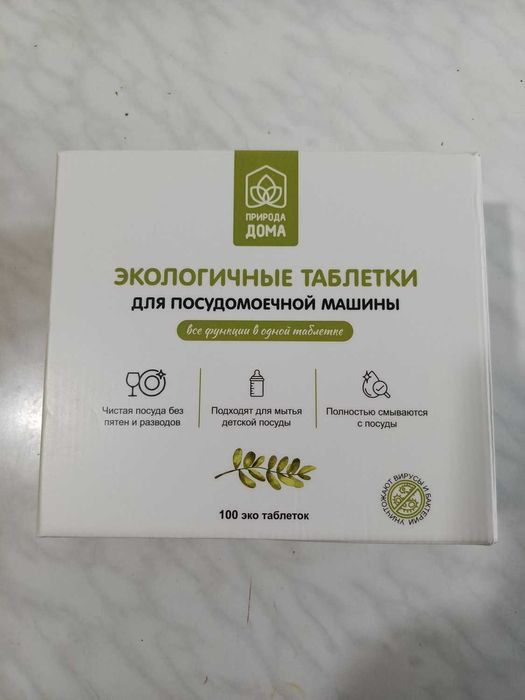 ПРИРОДА
ДОМА
ЭКОЛОГИЧНЫЕ ТАБЛЕТКИ
ДЛЯ ПОСУДОМОЕЧНОЙ МАШИНЫ
все функции в одной таблетке
Чистая посуда без
пятен и разводов
Подходят для мытья
детской посуды
Полностью смываются
с посуды
100 эко таблеток
УНИЧТОЖАЮТ ВИРУСЫ И БАКТЕРИИ